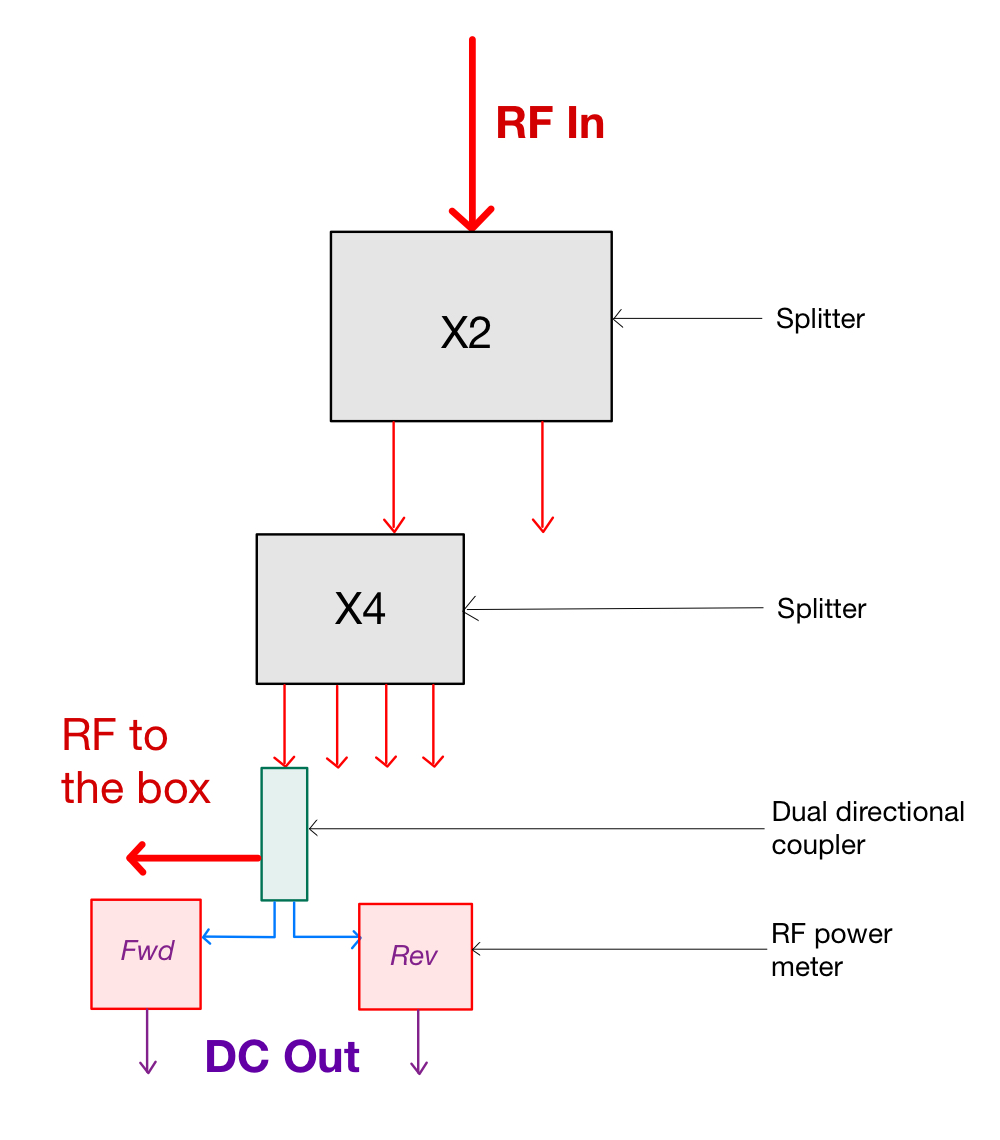 RF In
X2
Splitter
X4
Splitter
RF to
the box
Dual directional
coupler
Fwd
Rev
RF power
meter
DC Out